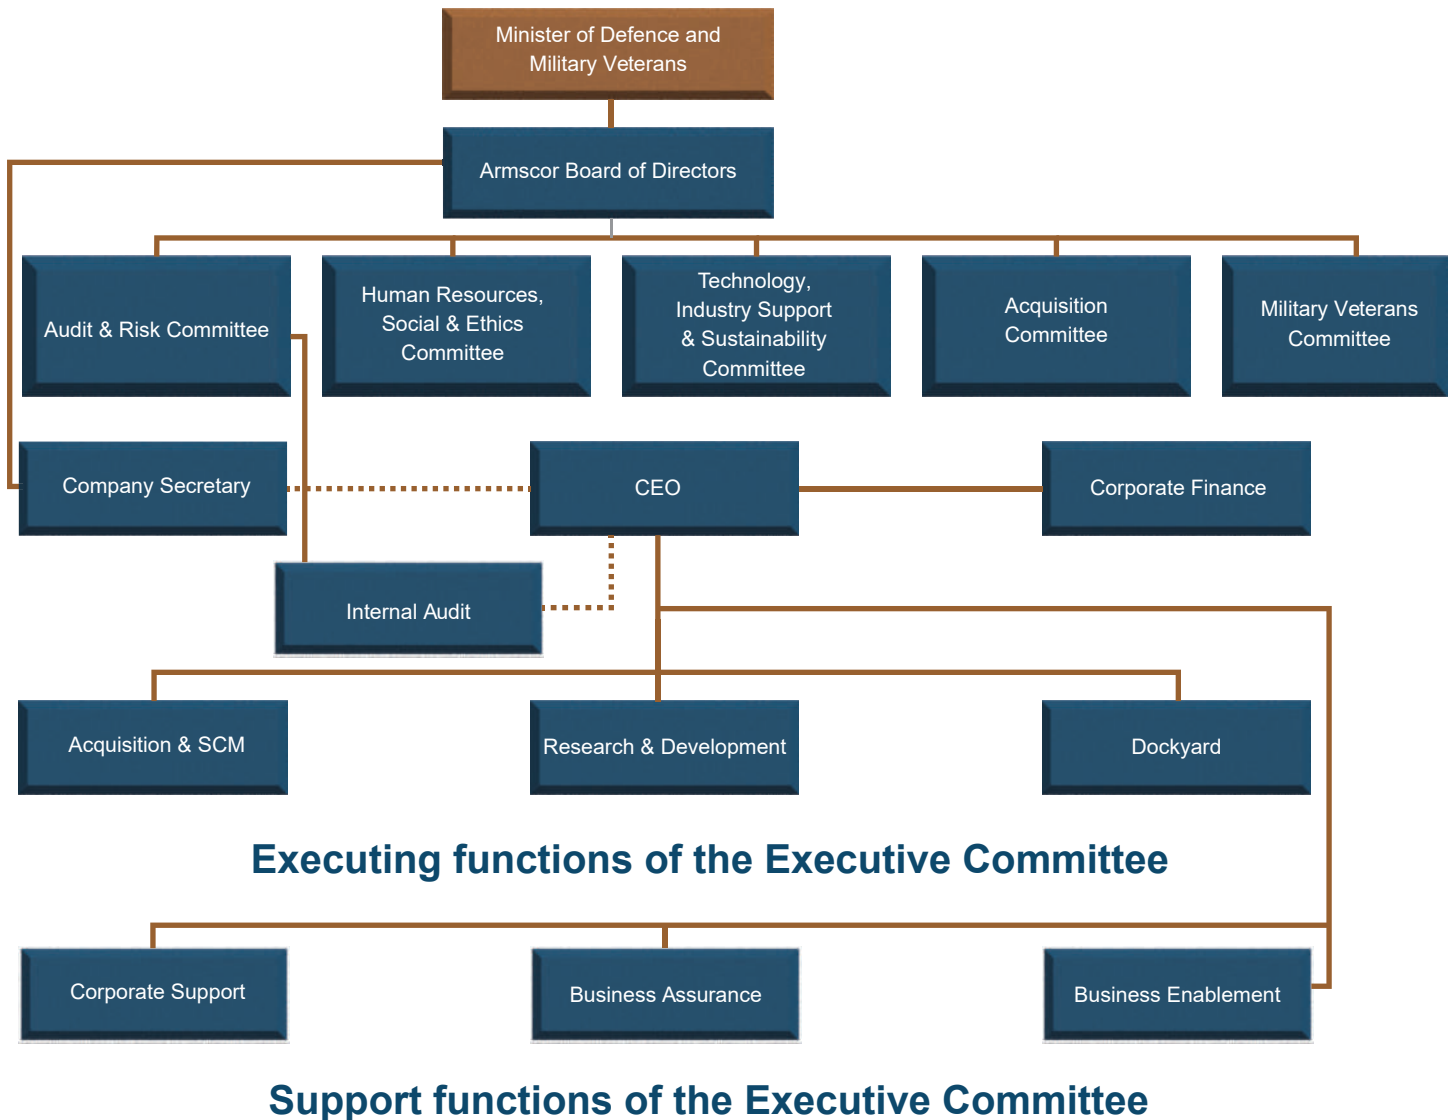 Minister of Defence and
Military Veterans
Armscor Board of Directors
Audit & Risk Committee
Human Resources,
Social & Ethics
Committee
Technology,
Industry Support
& Sustainability
Committee
Acquisition
Committee
Military Veterans
Committee
Company Secretary
CEO
Corporate Finance
Internal Audit
Acquisition & SCM
Research & Development
Dockyard
Executing functions of the Executive Committee
Corporate Support
Business Assurance
Business Enablement
Support functions of the Executive Committee